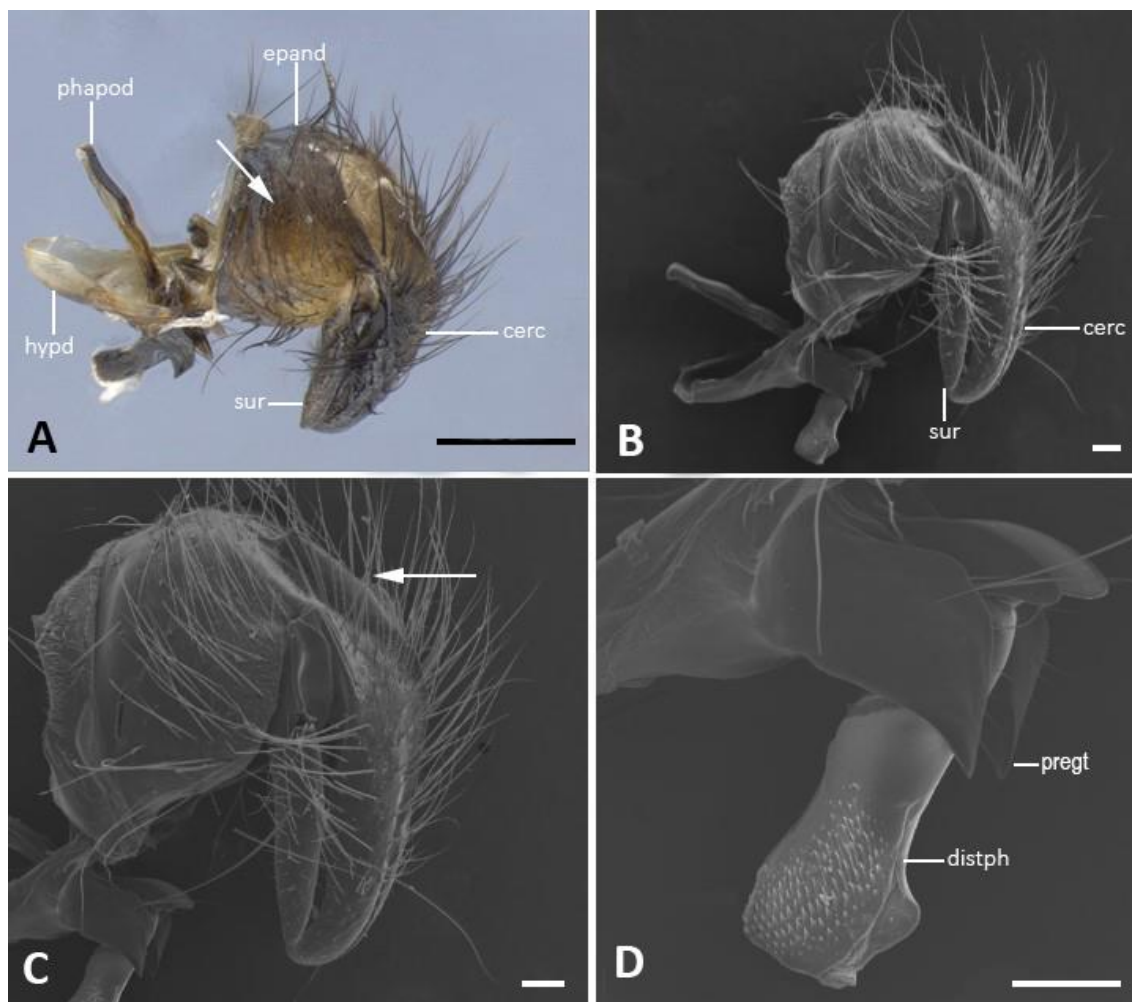 epand
phapod
hypd
cerc
sur
A
cerc
sur
B
C
pregt
distph
D